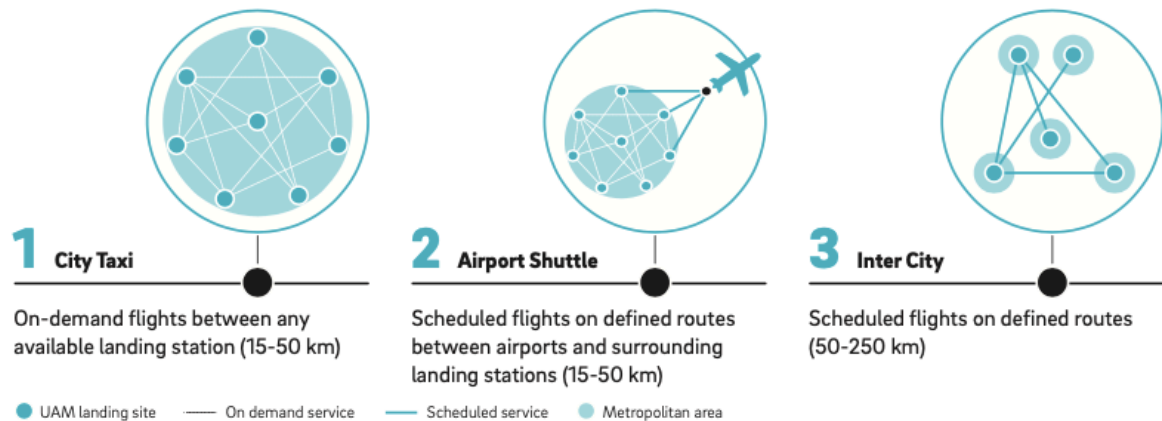 1 City Taxi
On-demand flights between any
available landing station (15-50 km)
2 Airport Shuttle
Scheduled flights on defined routes
between airports and surrounding
landing stations (15-50 km)
3 Inter City
Scheduled flights on defined routes
(50-250 km)
UAM landing site On demand service Scheduled service Metropolitan area